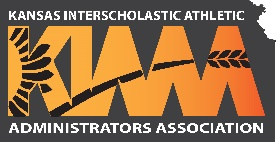 KANSAS INTERSCHOLASTIC ATHLETIC
KIAAA
ADMINISTRATORS ASSOCIATION